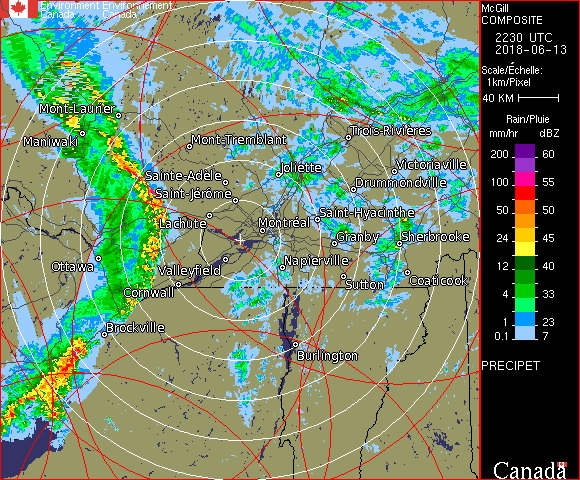 Environment Environnement
Canada Canada
McGill
COMPOSITE
2230 UTC
2018-06-13
Scale/Échelle:
1km/Pixel
40 KM
Rain/Pluie
mm/hr dBZ
200 60
100 55
50 50
24 45
12 40
4 33
0.1 23
7
PRECIPET
Canada
Mont-Laurier
Maniwaki
Mont-Tremblant
Trois-Rivières
Sainte-Adèle
Joliette
Victoriaville
Saint-Jérôme
Drummondville
Lachute
Montréal
Saint-Hyacinthe
Granby
Sherbrooke
Ottawa
Valleyfield
Napierville
Cornwall
Sutton
Coaticook
Brockville
Burlington